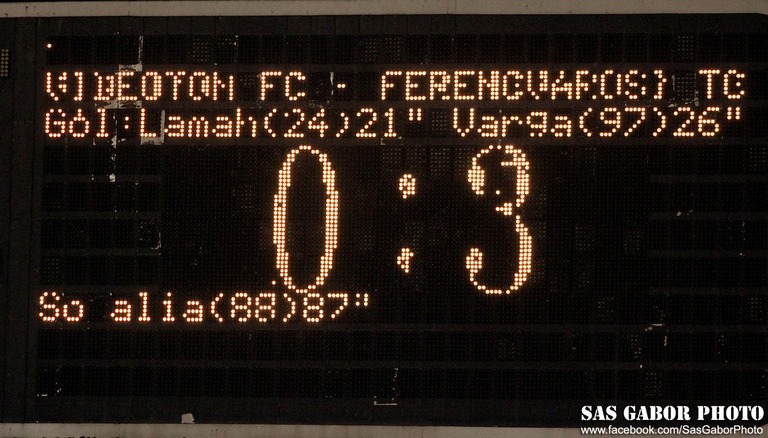 VIDEOTON FC - FERENCVÁROSI TC
Gól:Lamah(24)21" Varga(97)26"
0 : 3
So alia(88)87"
SAS GABOR PHOTO
www.facebook.com/SasGaborPhoto